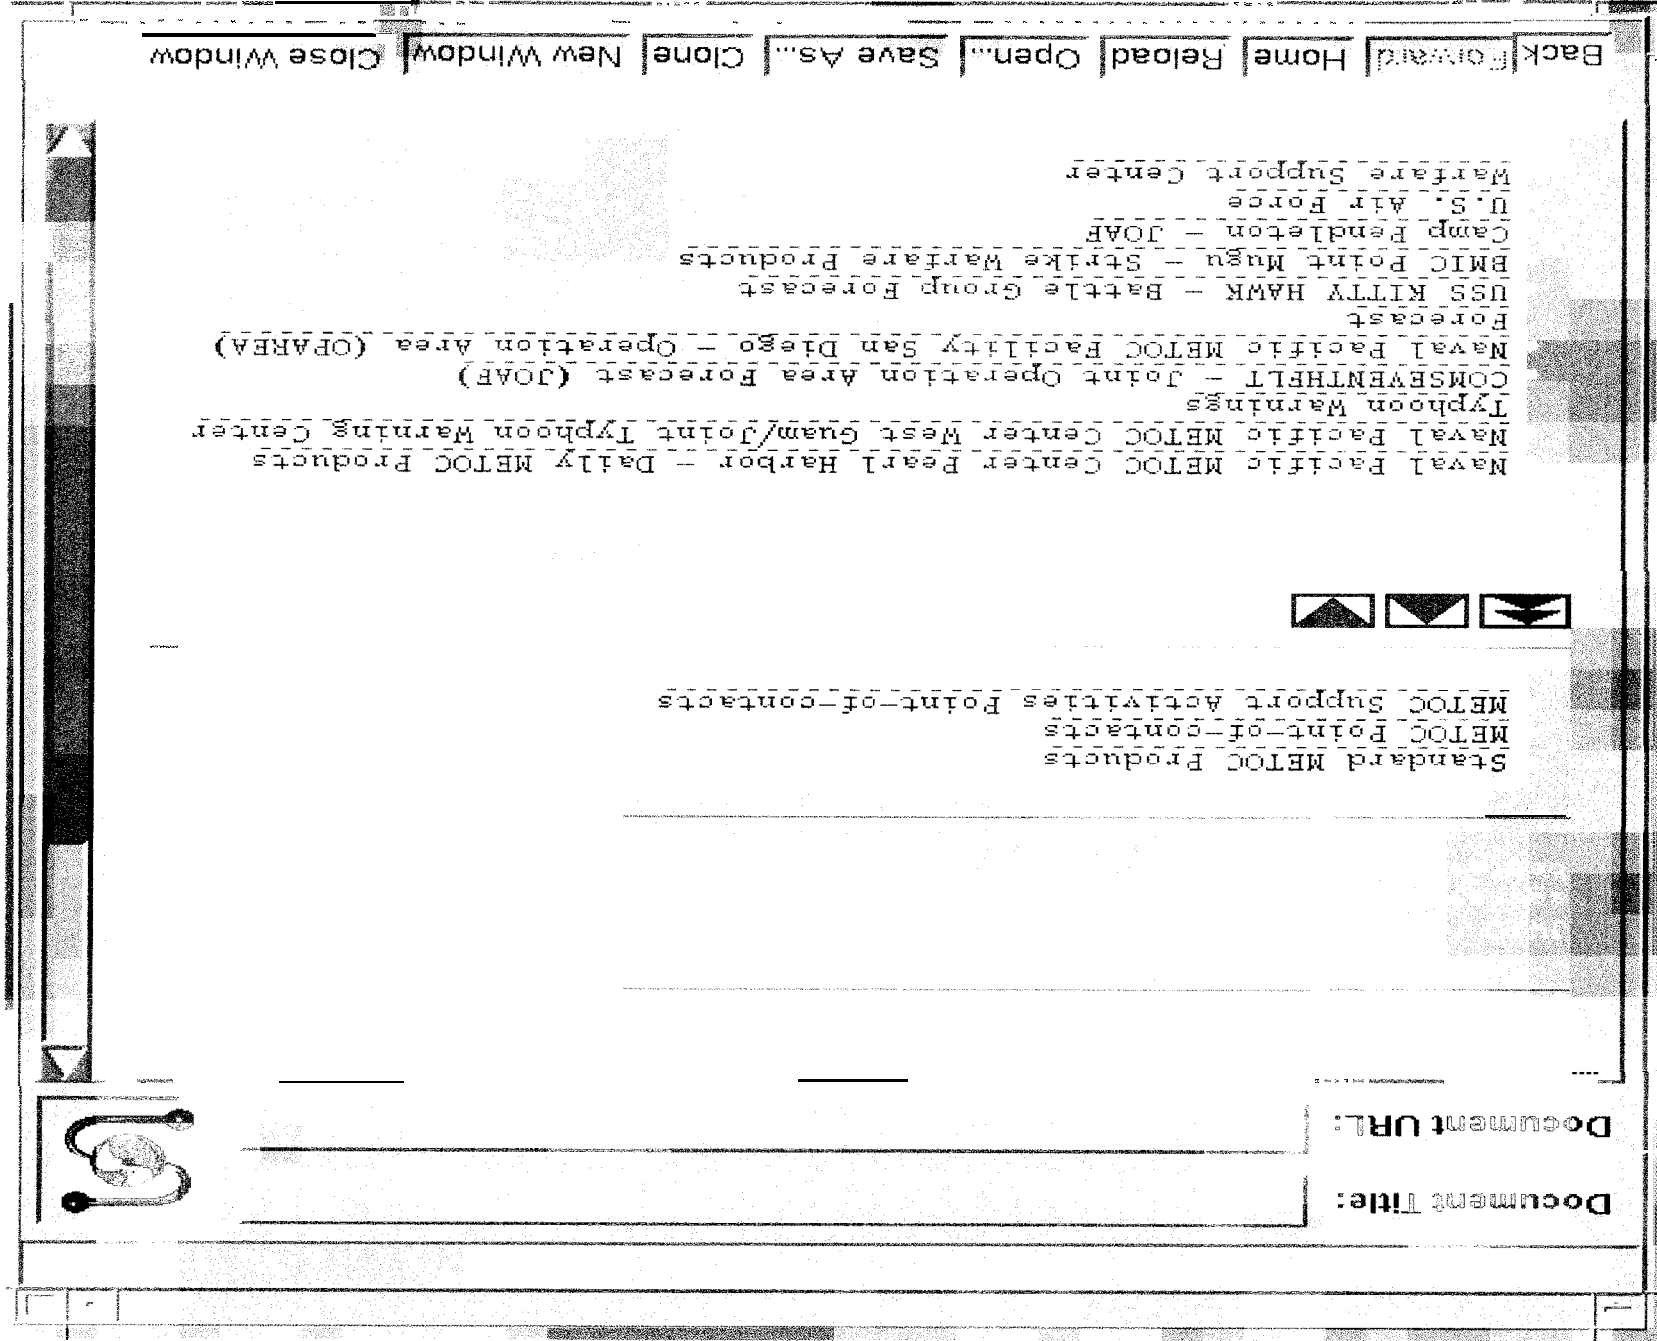 Document Title:
Document URL:
Standard METOC Products
METOC Point-of-contacts
METOC Support Activities Point-of-contacts
Naval Pacific METOC Center Pearl Harbor - Daily METOC Products
Naval Pacific METOC Center West Guam/Joint Typhoon Warning Center
Typhoon Warnings
COMSEVENTHFLT - Joint Operation Area Forecast (JOAF)
Naval Pacific METOC Facility San Diego - Operation Area (OPAREA)
Forecast
USS KITTY HAWK - Battle Group Forecast
BMIC Point Mugu - Strike Warfare Products
Camp Pendleton - JOAF
U.S. Air Force
Warfare Support Center
Back Forward Home Reload Open... Save As... Clone New Window Close Window